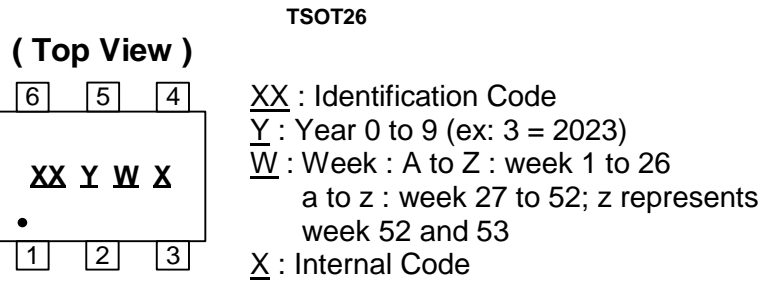 TSOT26
( Top View )
6 5 4
XX Y W X
1 2 3
XX : Identification Code
Y : Year 0 to 9 (ex: 3 = 2023)
W : Week : A to Z : week 1 to 26
a to z : week 27 to 52; z represents
week 52 and 53
X : Internal Code